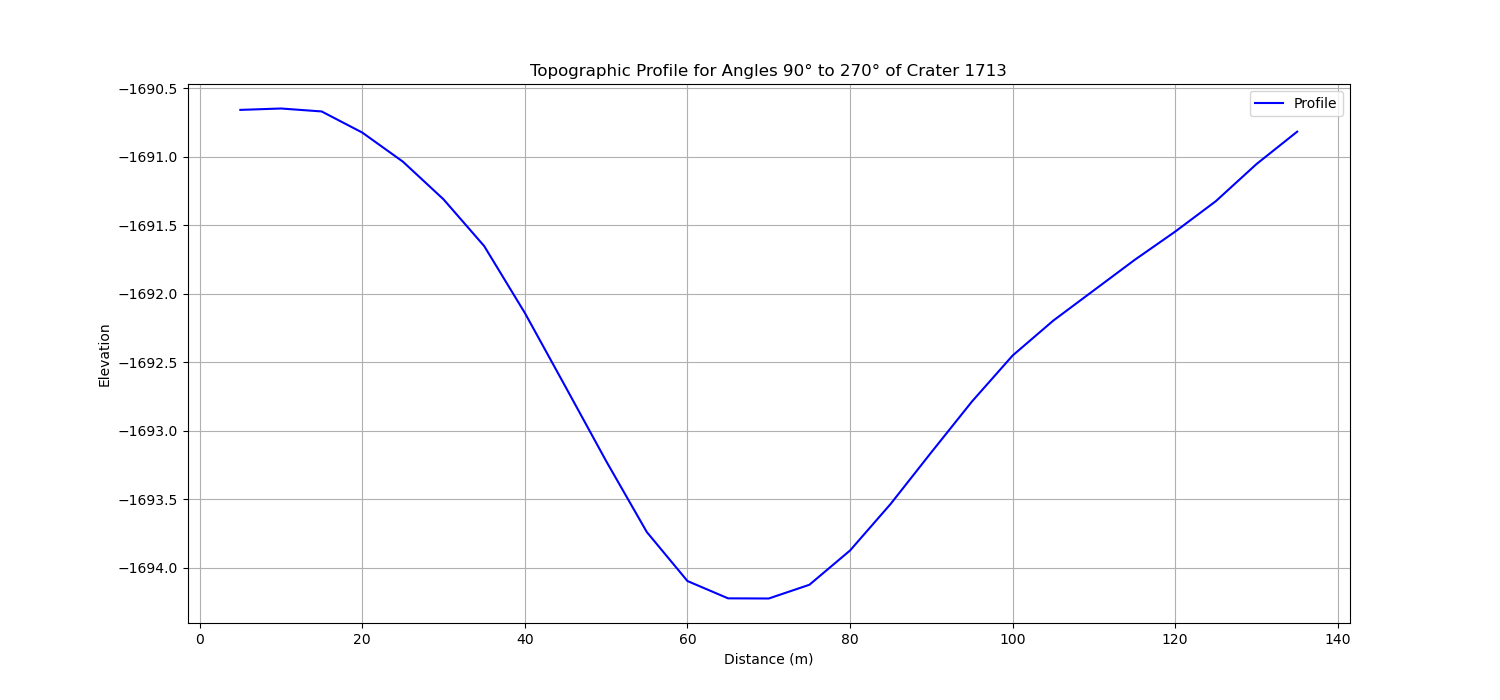 Topographic Profile for Angles 90° to 270° of Crater 1713
Profile
−1690.5
−1691.0
−1691.5
−1692.0
−1692.5
−1693.0
−1693.5
−1694.0
Elevation
0 20 40 60 80 100 120 140
Distance (m)